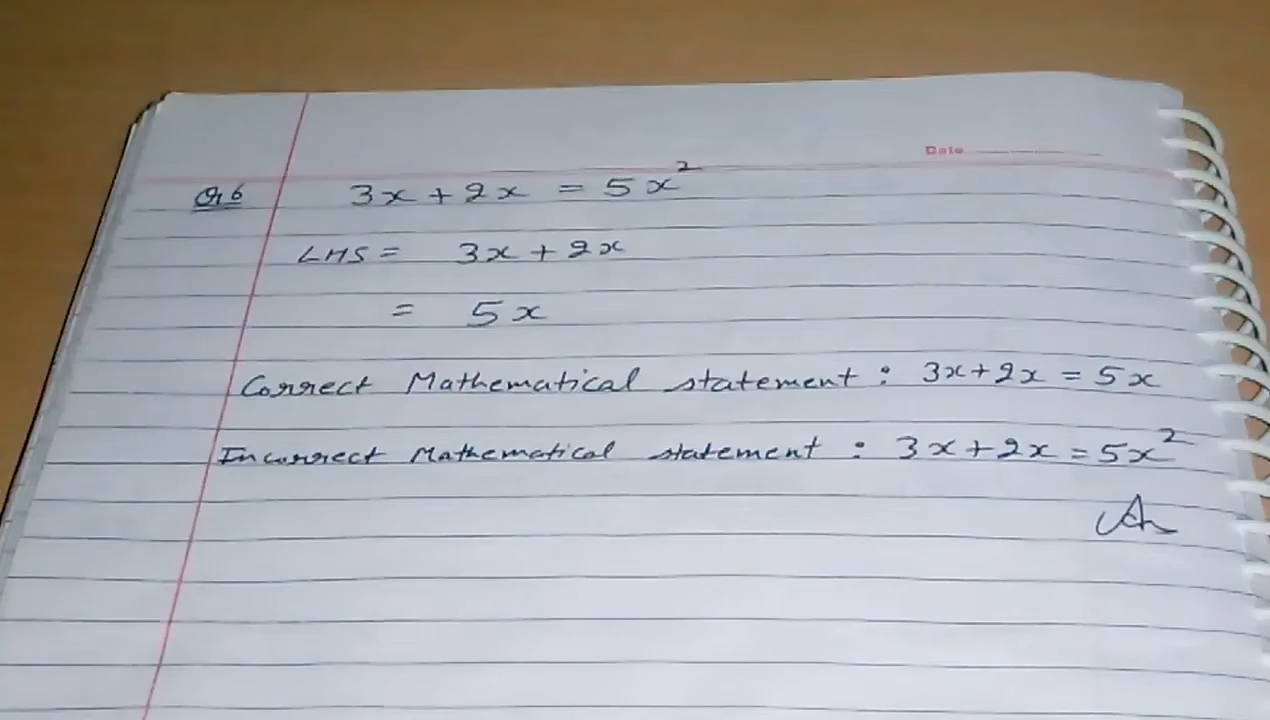 Date
Q.6 3x + 2x = 5x²
LHS = 3x + 2x
= 5x
Correct Mathematical statement : 3x + 2x = 5x
Incorrect Mathematical statement : 3x + 2x = 5x²